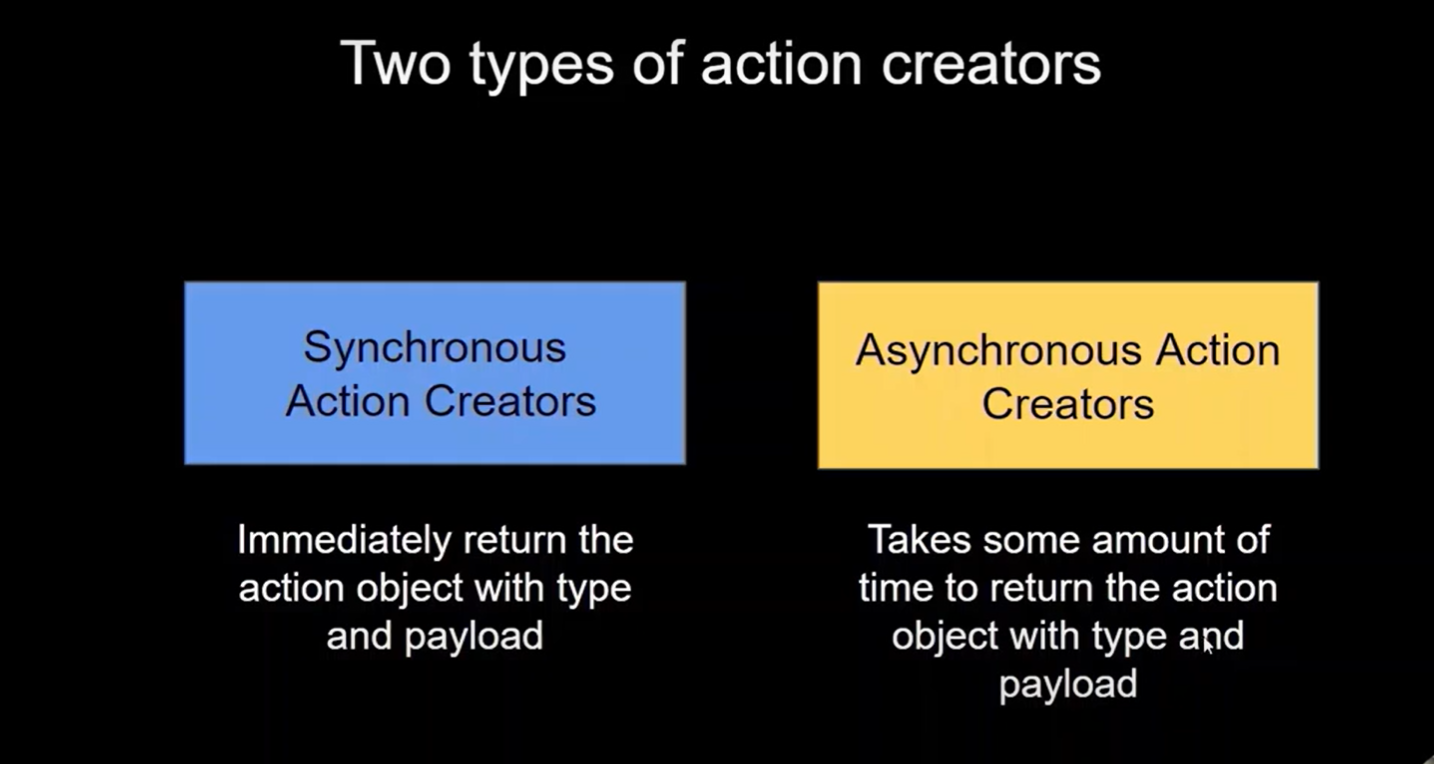 Two types of action creators
Synchronous
Action Creators
Immediately return the
action object with type
and payload
Asynchronous Action
Creators
Takes some amount of
time to return the action
object with type and
payload